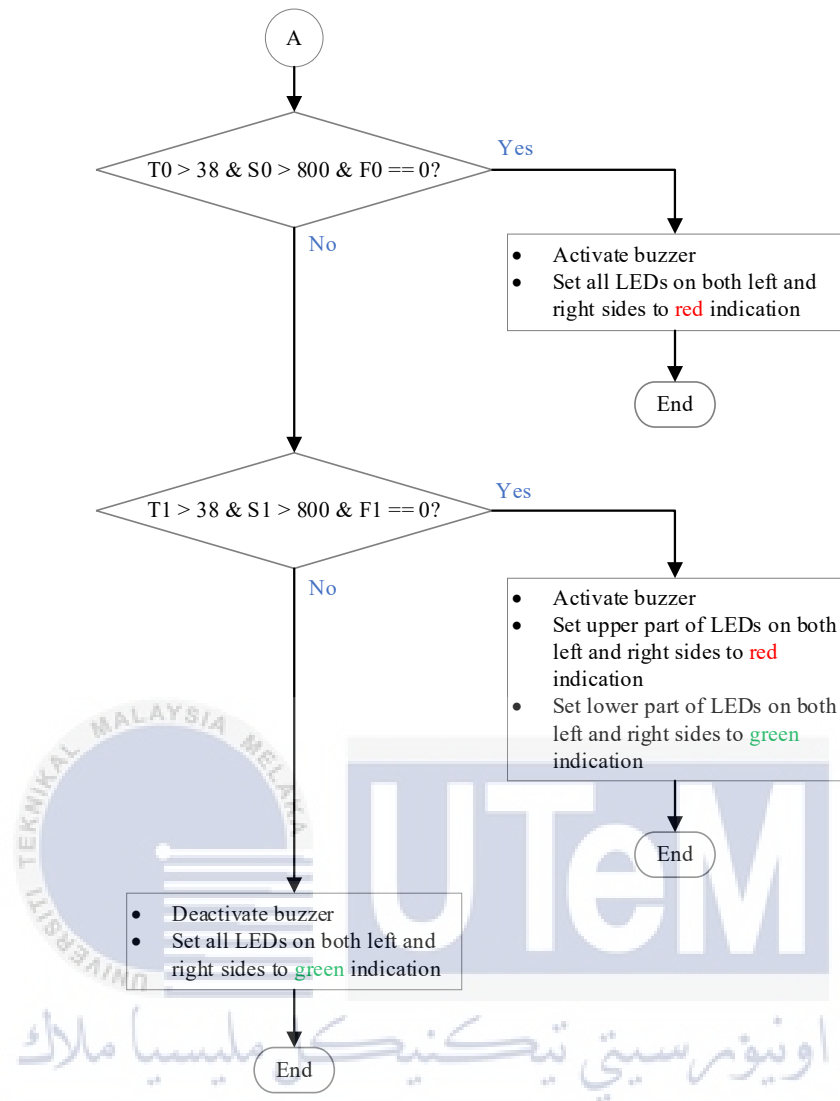 A
T0 > 38 & S0 > 800 & F0 == 0?
Yes
No
• Activate buzzer
• Set all LEDs on both left and
right sides to red indication
End
T1 > 38 & S1 > 800 & F1 == 0?
Yes
No
• Activate buzzer
• Set upper part of LEDs on both
left and right sides to red
indication
• Set lower part of LEDs on both
left and right sides to green
indication
End
• Deactivate buzzer
• Set all LEDs on both left and
right sides to green indication
End
UNIVERSITI TEKNIKAL MALAYSIA MELAKA
UTeM
اونيۏرسيتي تيكنيكل مليسيا ملاك